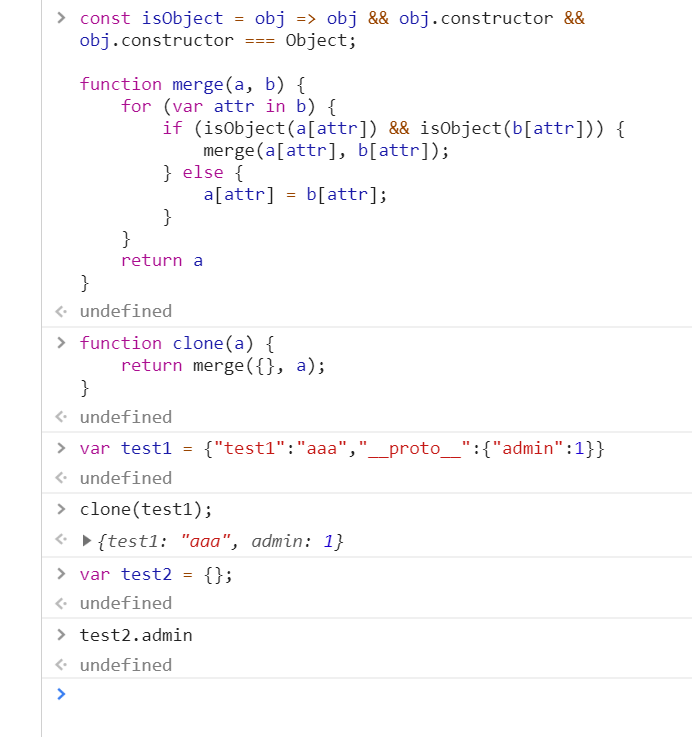 const isObject = obj => obj && obj.constructor &&
obj.constructor === Object;
function merge(a, b) {
for (var attr in b) {
if (isObject(a[attr]) && isObject(b[attr])) {
merge(a[attr], b[attr]);
} else {
a[attr] = b[attr];
}
}
return a
}
undefined
function clone(a) {
return merge({}, a);
}
undefined
var test1 = {"test1":"aaa","__proto__":{"admin":1}}
undefined
clone(test1);
{test1: "aaa", admin: 1}
var test2 = {};
undefined
test2.admin
undefined